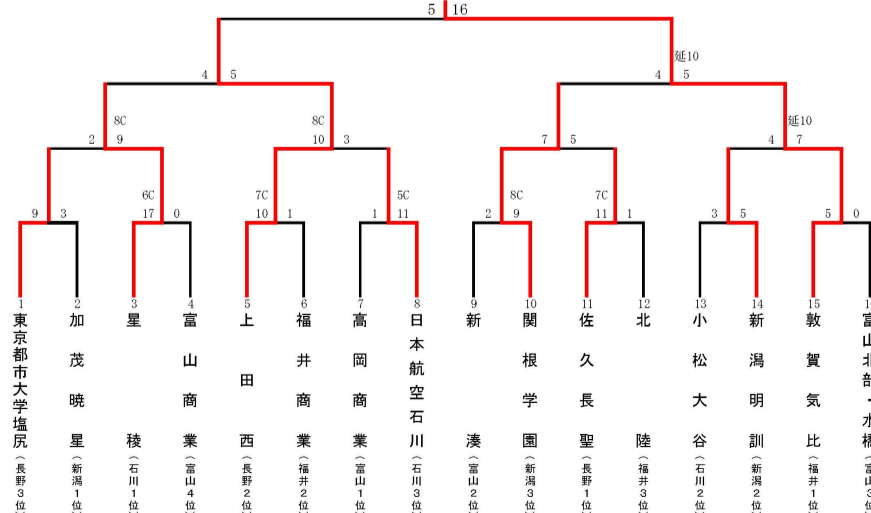 5 16
延10
4 5 4 5
8C 8C 延10
2 9 10 3 7 5 4 7
6C 7C 5C 8C 7C
9 3 17 0 10 1 1 11 2 9 11 1 3 5 5 0
1 東京都市大学塩尻（長野3位）
2 加茂暁星（新潟1位）
3 星稜（石川1位）
4 富山商業（富山4位）
5 上田西（長野2位）
6 福井商業（福井2位）
7 高岡商業（富山1位）
8 日本航空石川（石川3位）
9 新湊（富山2位）
10 関根学園（新潟3位）
11 佐久長聖（長野1位）
12 北陸（福井3位）
13 小松大谷（石川2位）
14 新潟明訓（新潟2位）
15 敦賀気比（福井1位）
富山北部・水橋（富山3